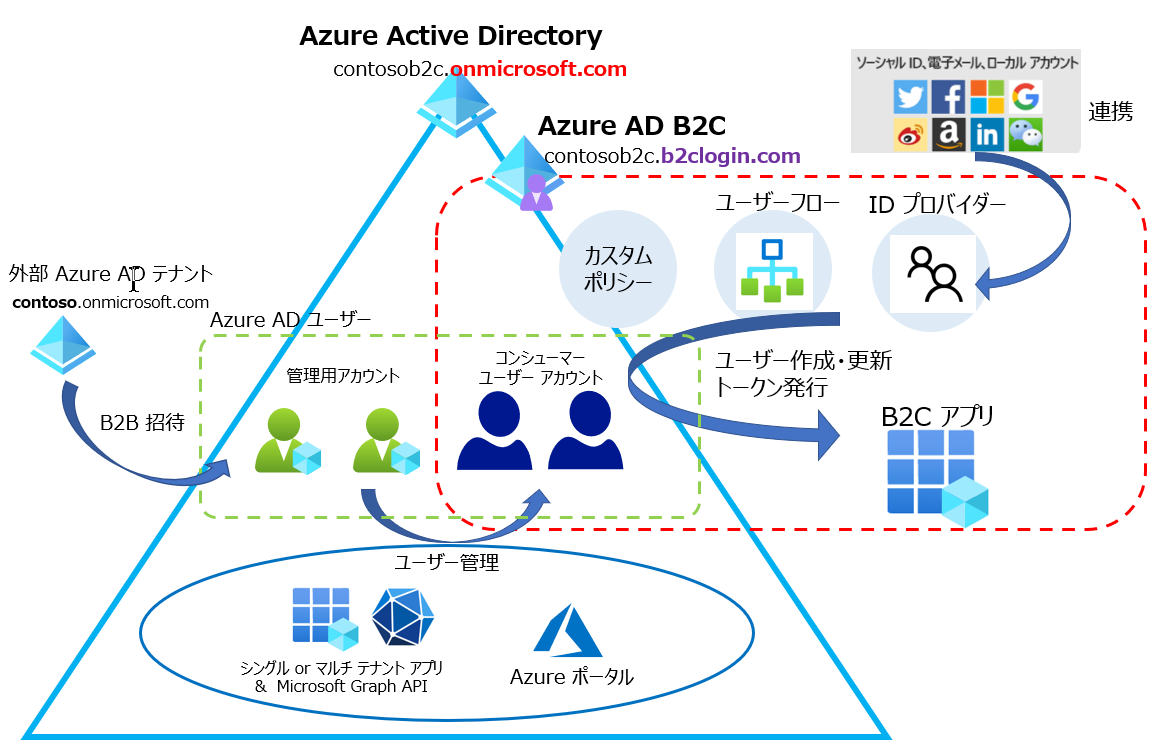 Azure Active Directory
contosob2c.onmicrosoft.com
ソーシャル ID、電子メール、ローカル アカウント
連携
Azure AD B2C
contosob2c.b2clogin.com
ユーザーフロー
ID プロバイダー
カスタム
ポリシー
外部 Azure AD テナント
contoso.onmicrosoft.com
Azure AD ユーザー
管理用アカウント
コンシューマー
ユーザー アカウント
ユーザー作成・更新
トークン発行
B2B 招待
B2C アプリ
ユーザー管理
シングル or マルチ テナント アプリ
& Microsoft Graph API
Azure ポータル